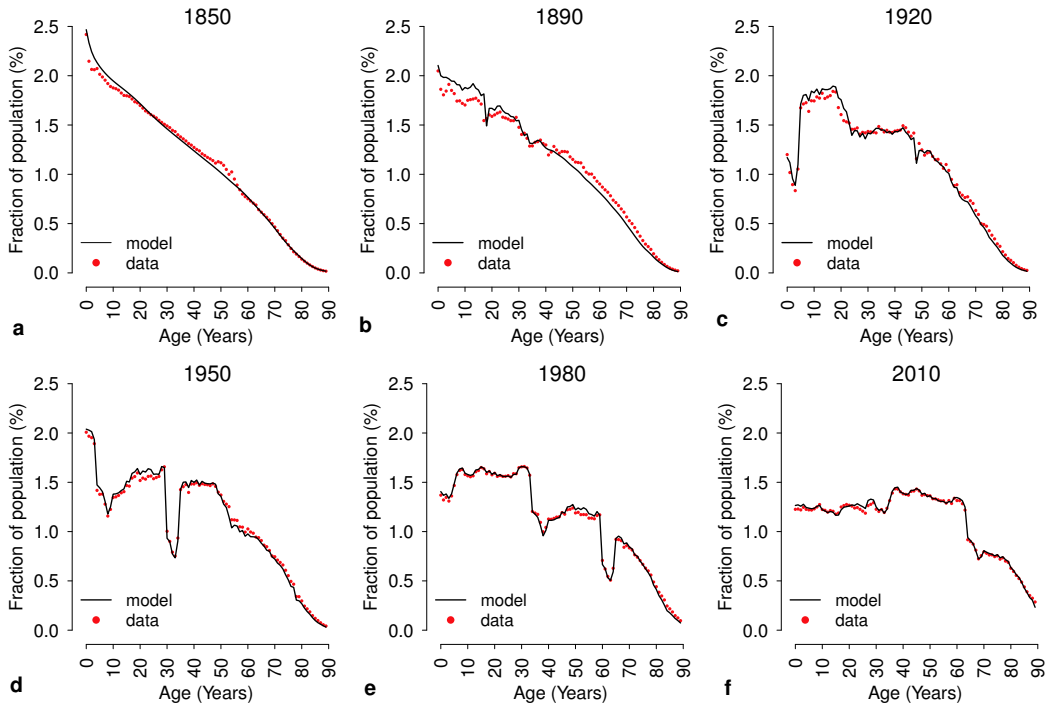 1850
Fraction of population (%)
2.5
2.0
1.5
1.0
0.5
0.0
model
data
0 10 20 30 40 50 60 70 80 90
Age (Years)
a
1890
Fraction of population (%)
2.5
2.0
1.5
1.0
0.5
0.0
model
data
0 10 20 30 40 50 60 70 80 90
Age (Years)
b
1920
Fraction of population (%)
2.5
2.0
1.5
1.0
0.5
0.0
model
data
0 10 20 30 40 50 60 70 80 90
Age (Years)
c
1950
Fraction of population (%)
2.5
2.0
1.5
1.0
0.5
0.0
model
data
0 10 20 30 40 50 60 70 80 90
Age (Years)
d
1980
Fraction of population (%)
2.5
2.0
1.5
1.0
0.5
0.0
model
data
0 10 20 30 40 50 60 70 80 90
Age (Years)
e
2010
Fraction of population (%)
2.5
2.0
1.5
1.0
0.5
0.0
model
data
0 10 20 30 40 50 60 70 80 90
Age (Years)
f